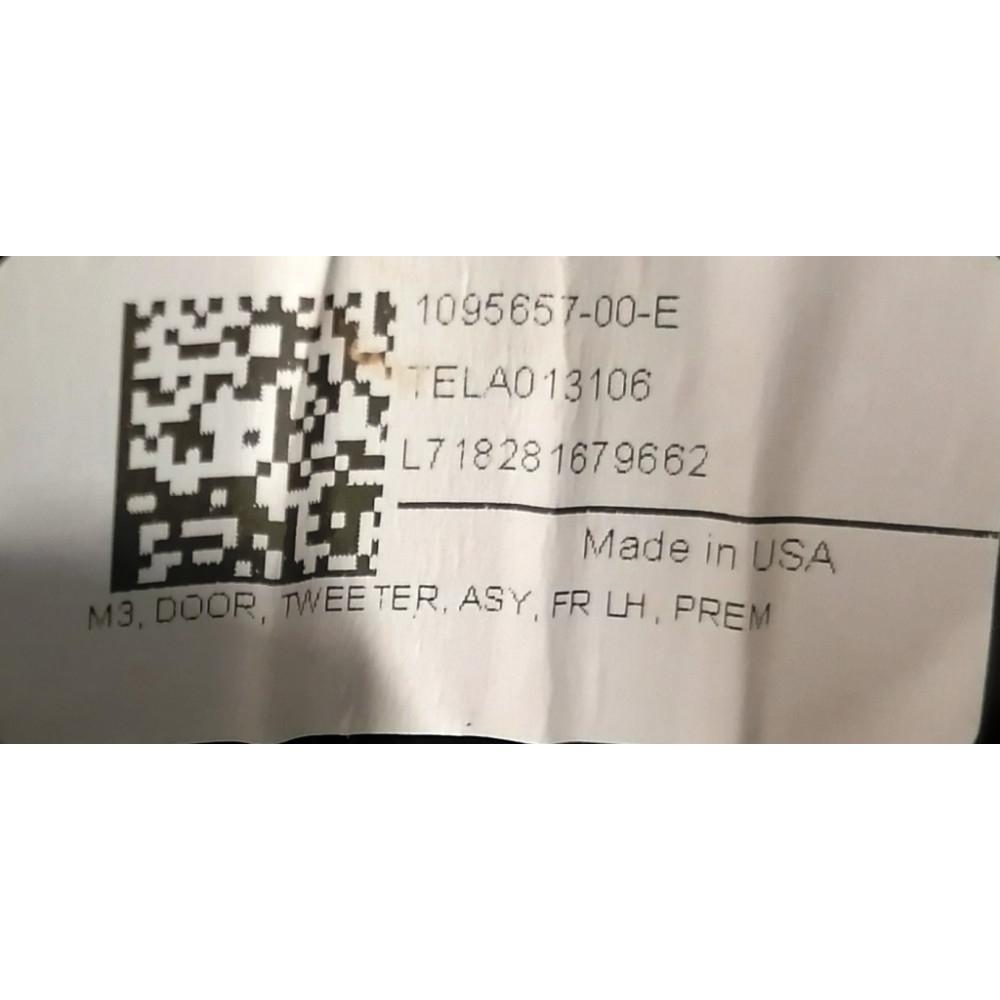 1095657-00-E
TELA013106
L718281679662
Made in USA
M3, DOOR, TWEETER, ASY, FR LH, PREM